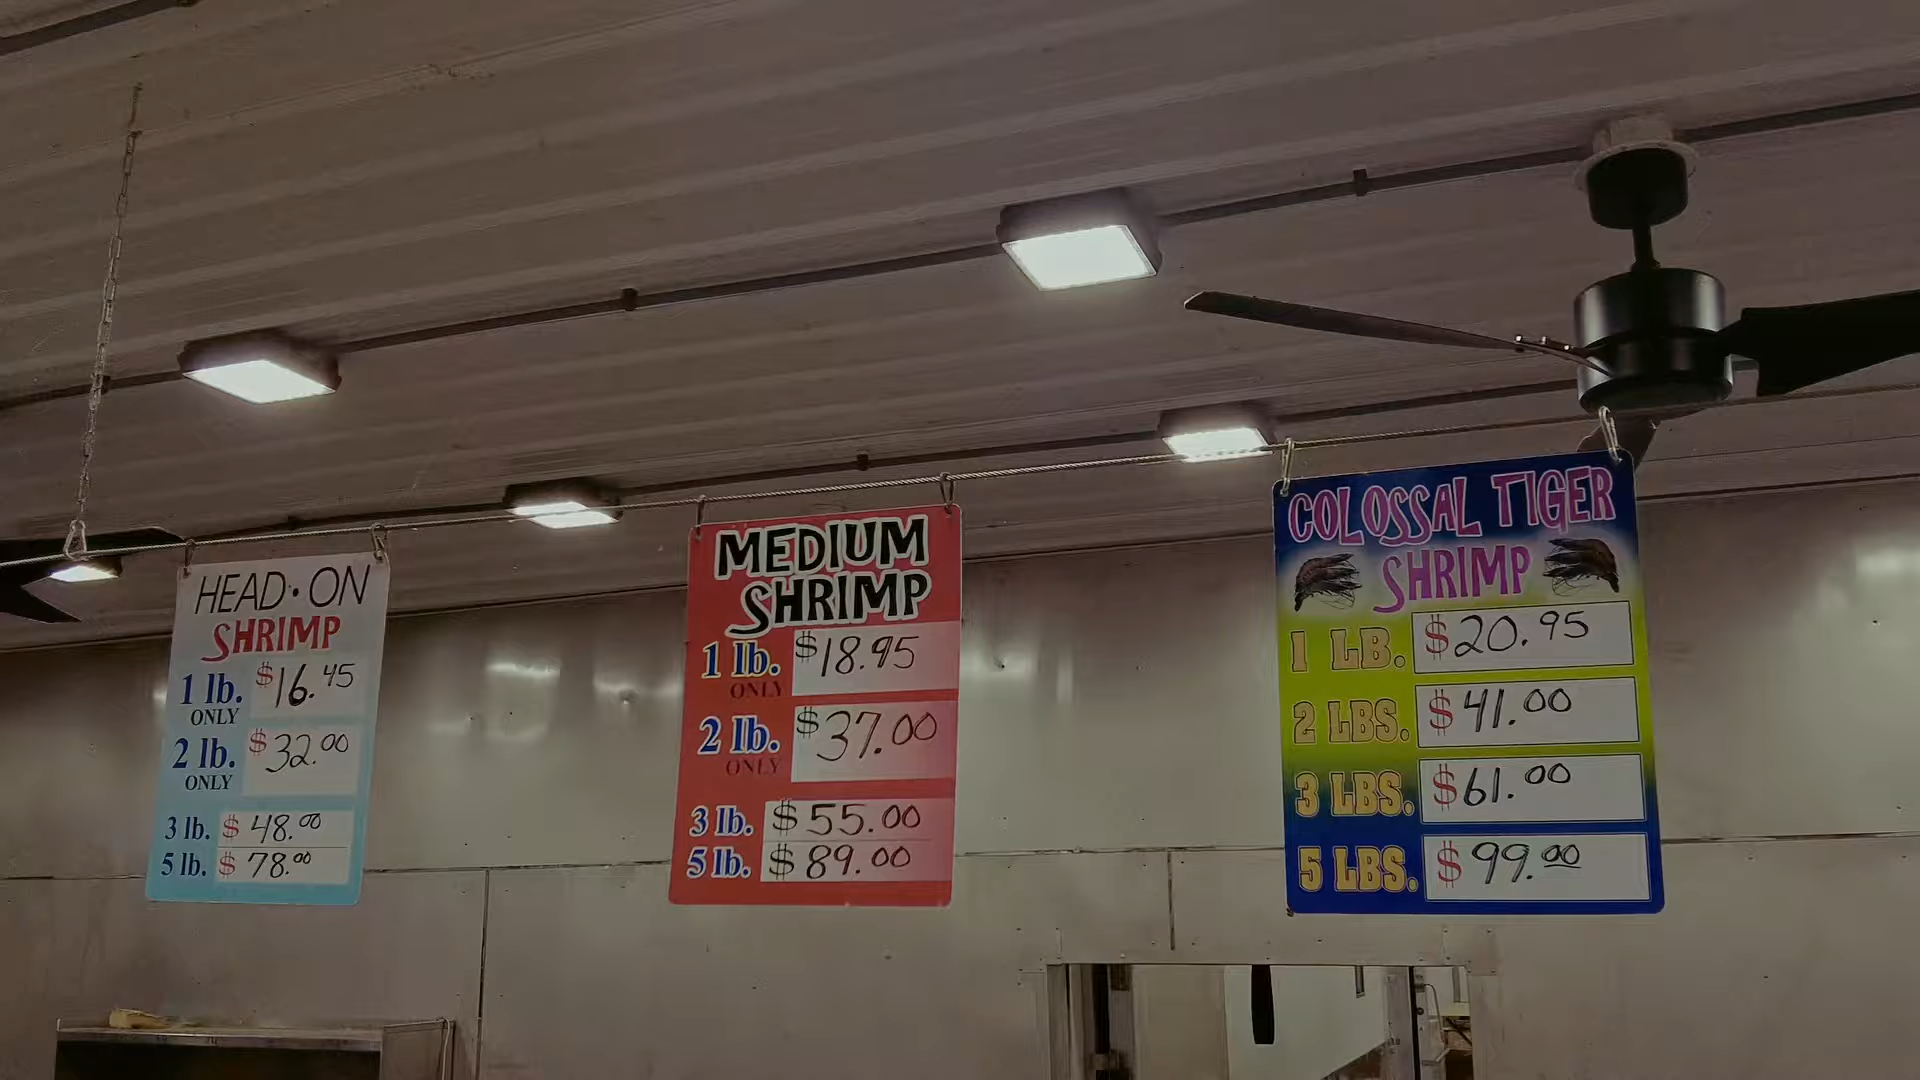 HEAD·ON
SHRIMP
1 lb. $16.45
ONLY
2 lb. $32.00
ONLY
3 lb. $48.00
5 lb. $78.00
MEDIUM
SHRIMP
1 lb. $18.95
ONLY
2 lb. $37.00
ONLY
3 lb. $55.00
5 lb. $89.00
COLOSSAL TIGER
SHRIMP
1 LB. $20.95
2 LBS. $41.00
3 LBS. $61.00
5 LBS. $99.00